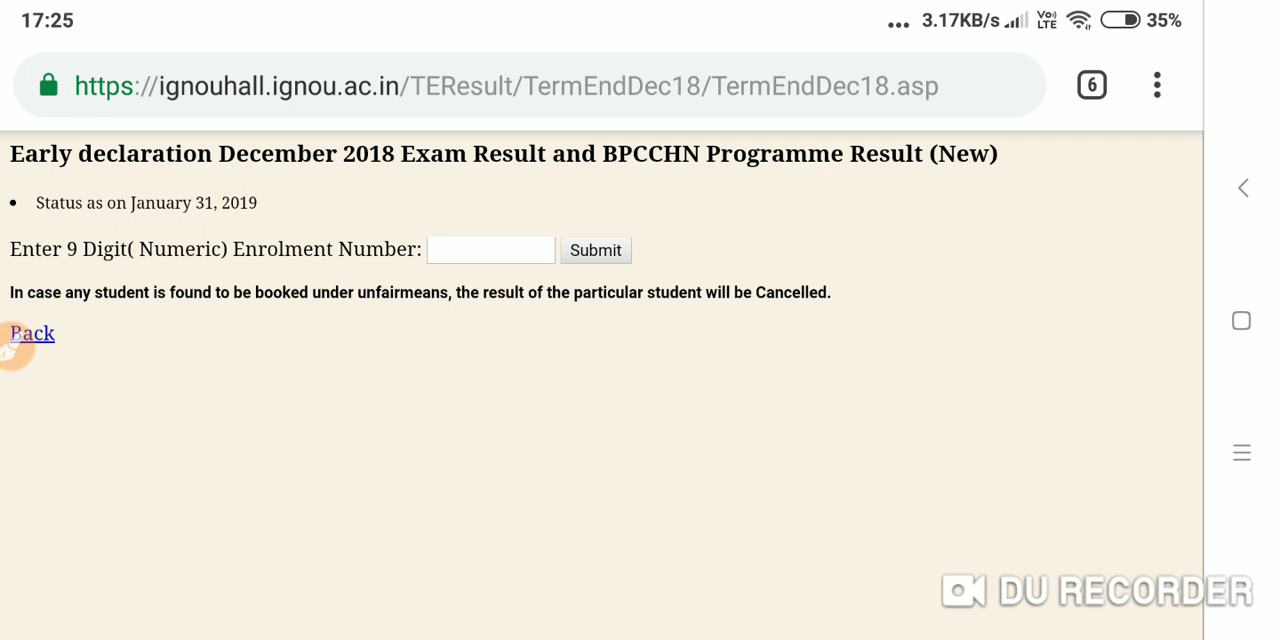 17:25 ... 3.17KB/s Vo) LTE 35%
https://ignouhall.ignou.ac.in/TEResult/TermEndDec18/TermEndDec18.asp 6
Early declaration December 2018 Exam Result and BPCCHN Programme Result (New)
• Status as on January 31, 2019
Enter 9 Digit( Numeric) Enrolment Number: Submit
In case any student is found to be booked under unfairmeans, the result of the particular student will be Cancelled.
Back
DU RECORDER